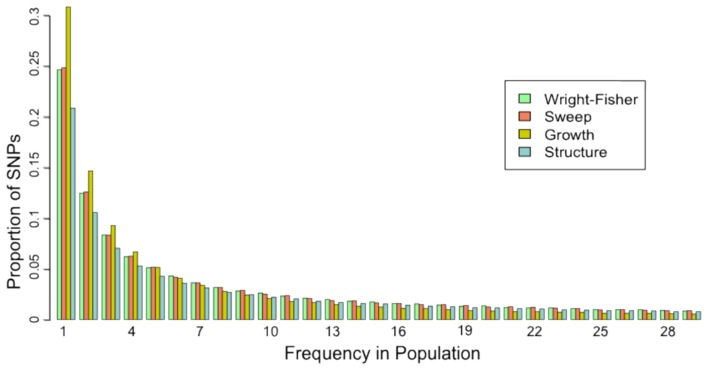 0.3
0.25
0.2
0.15
0.1
0.05
0
Proportion of SNPs
Wright-Fisher
Sweep
Growth
Structure
1 4 7 10 13 16 19 22 25 28
Frequency in Population